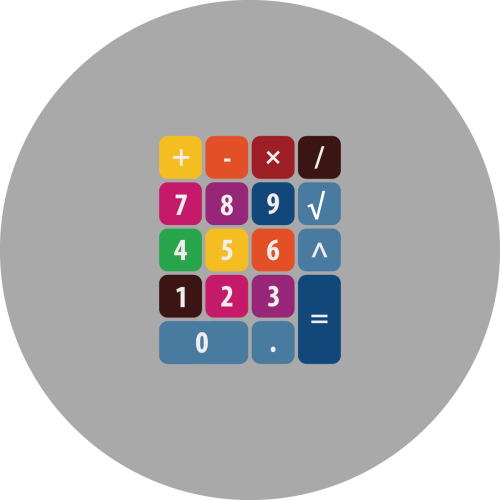 + - × /
7 8 9 √
4 5 6 ^
1 2 3 =
0 .